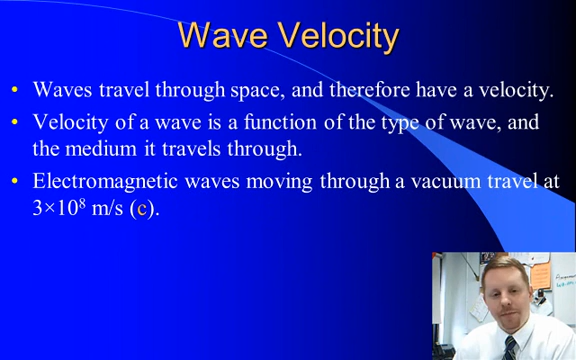 Wave Velocity
• Waves travel through space, and therefore have a velocity.
• Velocity of a wave is a function of the type of wave, and
the medium it travels through.
• Electromagnetic waves moving through a vacuum travel at
3×10⁸ m/s (c).